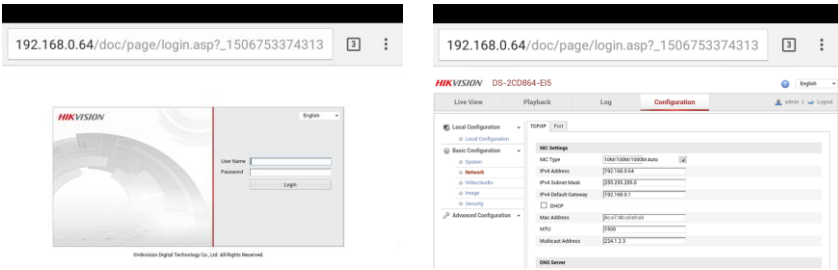 192.168.0.64/doc/page/login.asp?_1506753374313 3
HIKVISION English
User Name
Password
Login
©Hikvision Digital Technology Co., Ltd. All Rights Reserved.
192.168.0.64/doc/page/login.asp?_1506753374313 3
HIKVISION DS-2CD864-EI5 English
Live View Playback Log Configuration admin | Logout
Local Configuration
Local Configuration
Basic Configuration
System
Network
Video/Audio
Image
Security
Advanced Configuration
TCP/IP Port
NIC Settings
NIC Type 10M/100M/1000M Auto
IPv4 Address 192.168.0.64
IPv4 Subnet Mask 255.255.255.0
IPv4 Default Gateway 192.168.0.1
DHCP
Mac Address
MTU 1500
Multicast Address 224.1.2.3
DNS Server